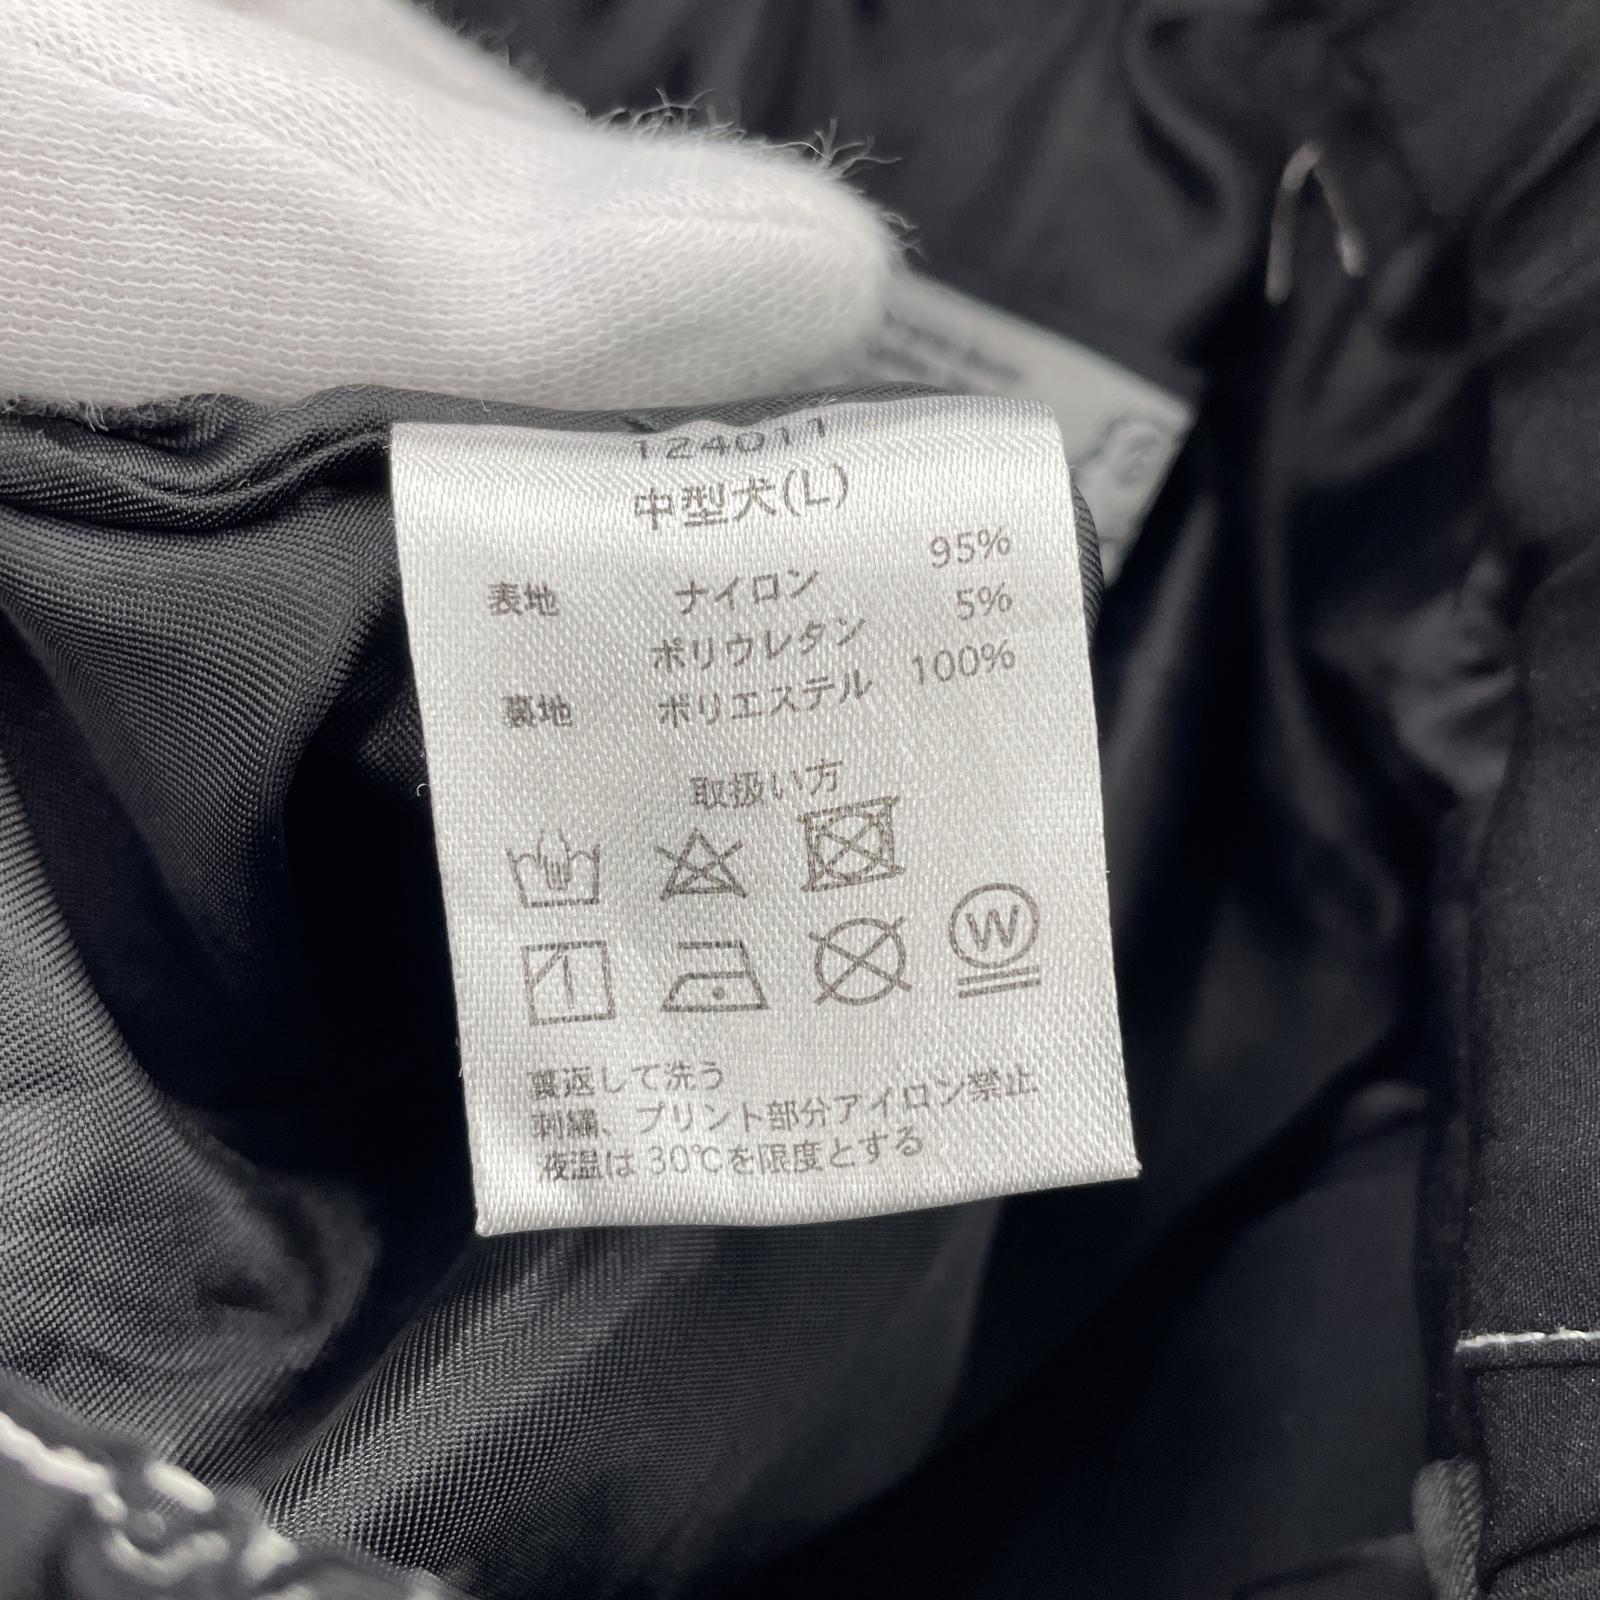 124011
中型犬(L)
表地 ナイロン 95%
ポリウレタン 5%
裏地 ポリエステル 100%
取扱い方
W
裏返して洗う
刺繍、プリント部分アイロン禁止
液温は 30℃を限度とする